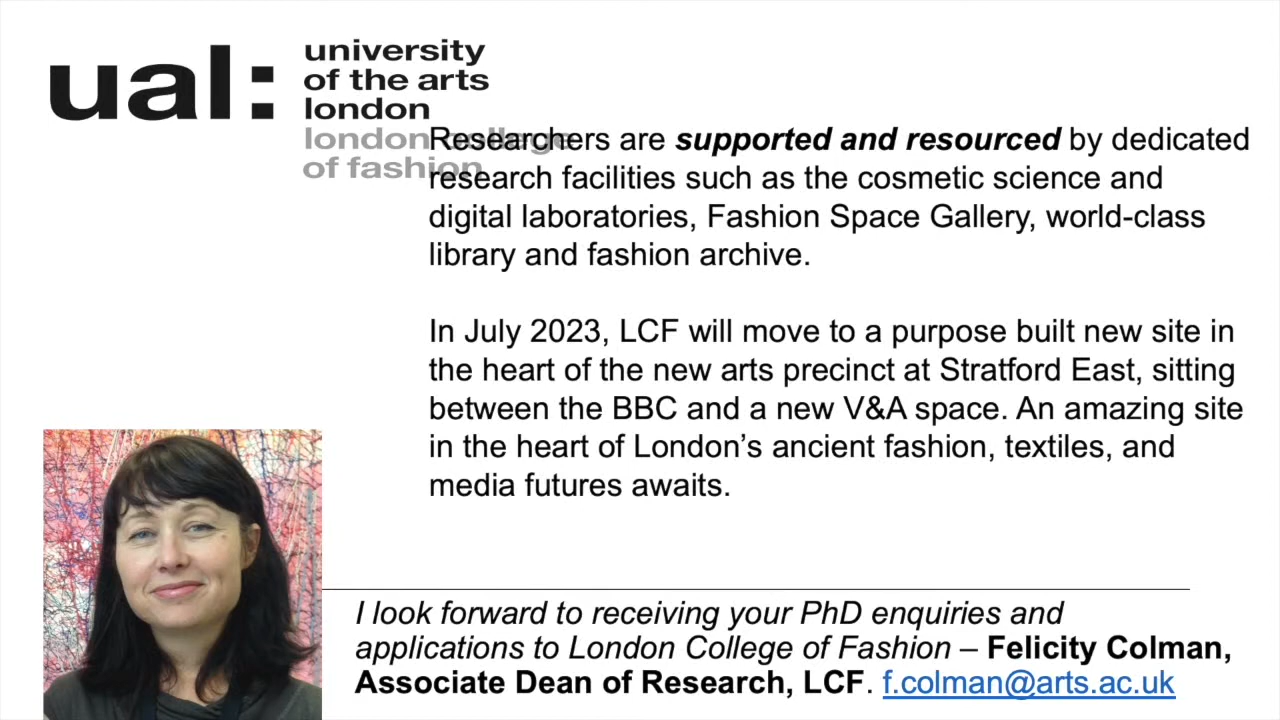 ual:
university
of the arts
london
london college
of fashion
Researchers are supported and resourced by dedicated
research facilities such as the cosmetic science and
digital laboratories, Fashion Space Gallery, world-class
library and fashion archive.
In July 2023, LCF will move to a purpose built new site in
the heart of the new arts precinct at Stratford East, sitting
between the BBC and a new V&A space. An amazing site
in the heart of London’s ancient fashion, textiles, and
media futures awaits.
I look forward to receiving your PhD enquiries and
applications to London College of Fashion – Felicity Colman,
Associate Dean of Research, LCF. f.colman@arts.ac.uk